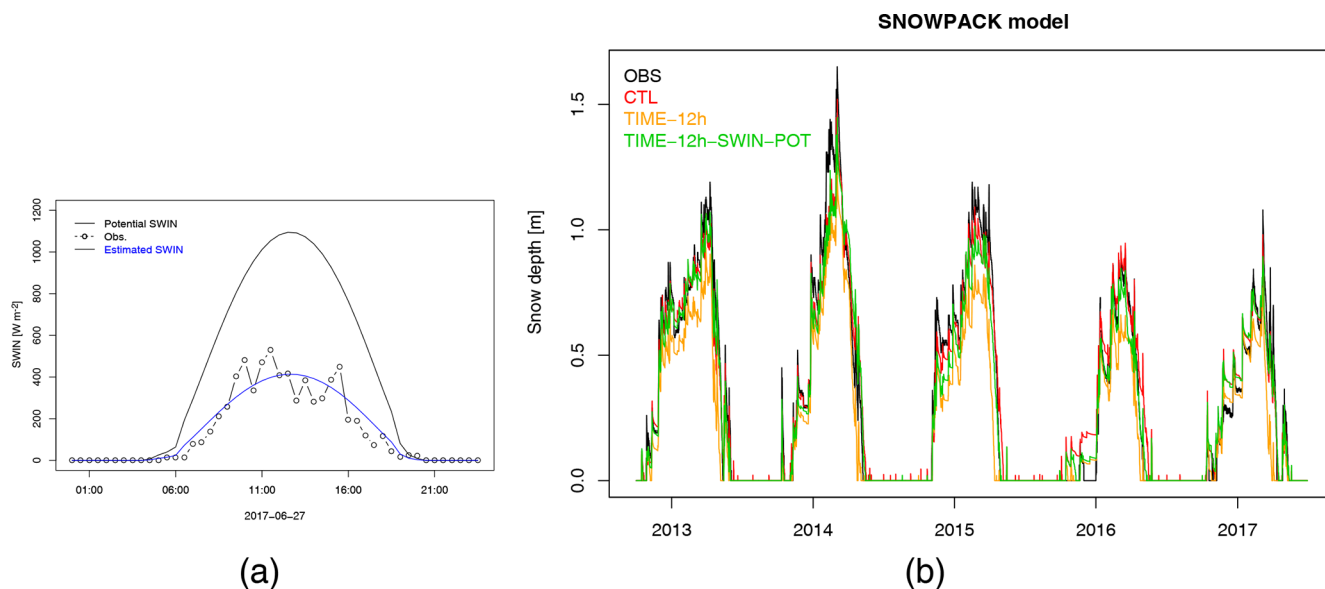 SNOWPACK model
1200
1000
800
600
400
200
0
SWIN [W m⁻²]
Potential SWIN
Obs.
Estimated SWIN
01:00 06:00 11:00 16:00 21:00
2017−06−27
(a)
OBS
CTL
TIME−12h
TIME−12h−SWIN−POT
1.5
1.0
0.5
0.0
Snow depth [m]
2013 2014 2015 2016 2017
(b)